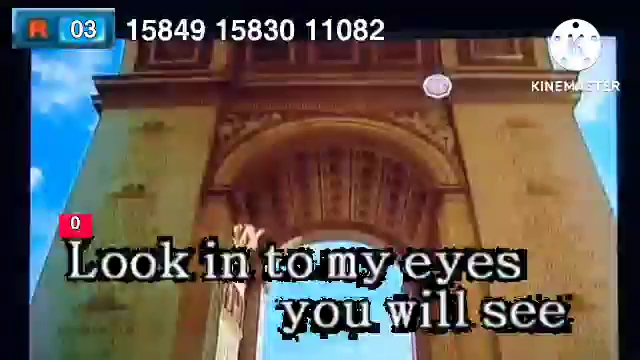 R 03 15849 15830 11082
KINEMASTER
0
Look in to my eyes
you will see